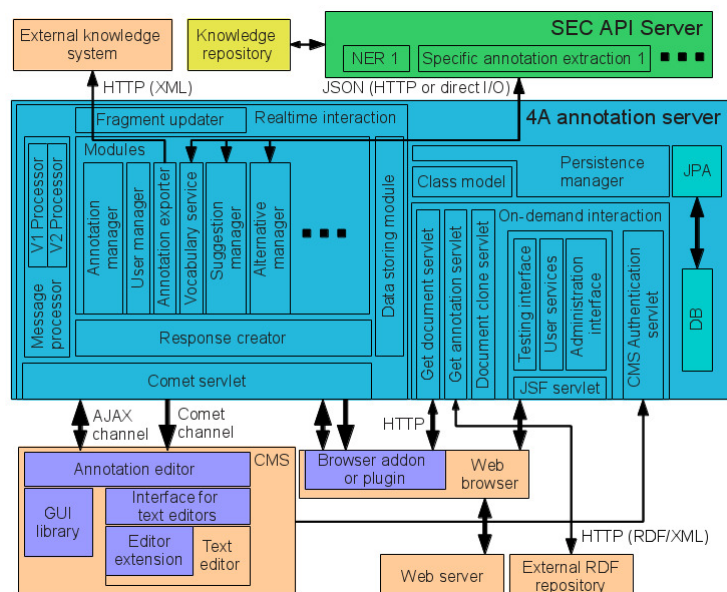 External knowledge
system
Knowledge
repository
SEC API Server
NER 1
Specific annotation extraction 1
HTTP (XML)
JSON (HTTP or direct I/O)
4A annotation server
Fragment updater
Realtime interaction
Modules
V1 Processor
V2 Processor
Message
processor
Annotation
manager
User manager
Annotation exporter
Vocabulary service
Suggestion
manager
Alternative
manager
Data storing module
Response creator
Comet servlet
Class model
Persistence
manager
JPA
DB
On-demand interaction
Get document servlet
Get annotation servlet
Document clone servlet
Testing interface
User services
Administration
interface
JSF servlet
CMS Authentication
servlet
AJAX
channel
Comet
channel
HTTP
CMS
Annotation editor
GUI
library
Interface for
text editors
Editor
extension
Text
editor
Browser addon
or plugin
Web
browser
HTTP (RDF/XML)
Web server
External RDF
repository